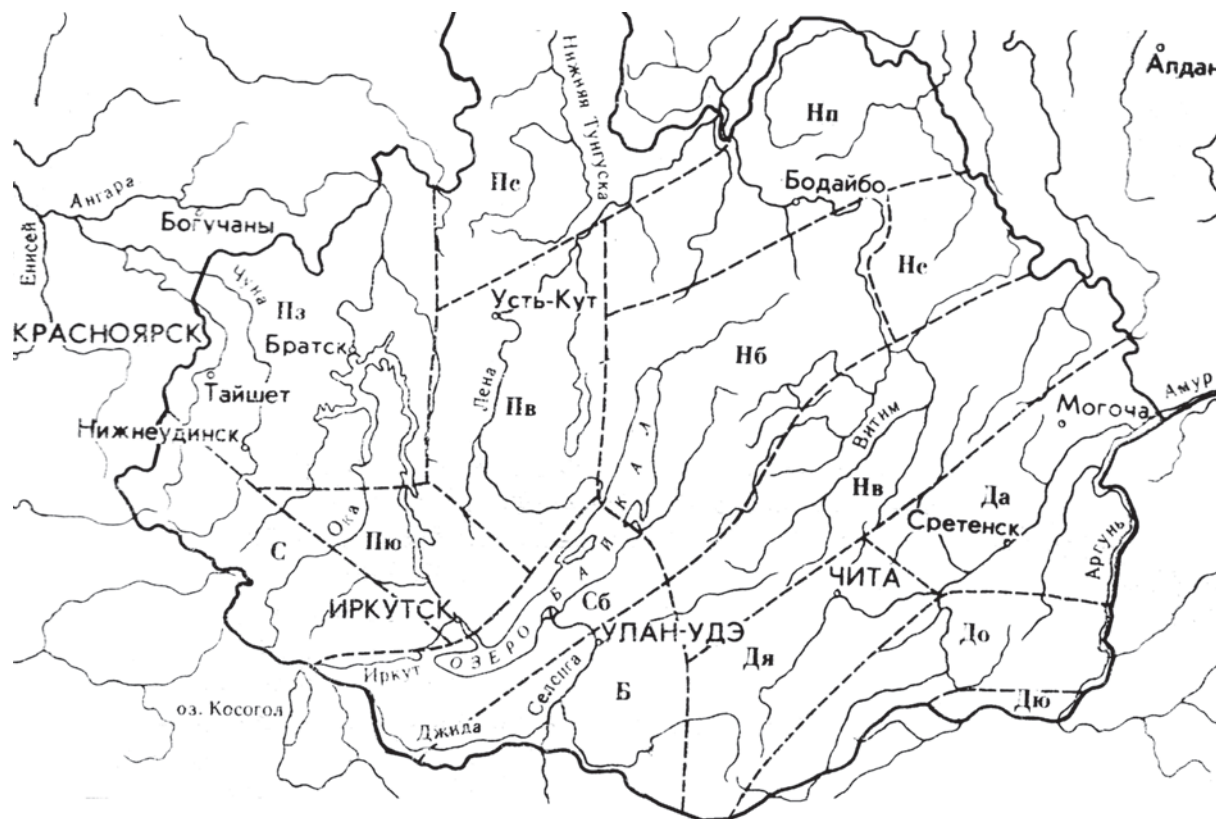 Алдан
Нижняя Тунгуска
Нп
Пс
Бодайбо
Ангара
Богучаны
Енисей
Чуна
Нс
Пз
Усть-Кут
КРАСНОЯРСК
Братск
Нб
Тайшет
Лена
Пв
Амур
Могоча
Нижнеудинск
Витим
Нв
Да
Сретенск
Ока
С
Пю
Аргунь
ЧИТА
ИРКУТСК
Сб
ОЗЕРО БАЙКАЛ
УЛАН-УДЭ
До
Иркут
Дя
Селенга
Б
Дю
оз. Косогол
Джида